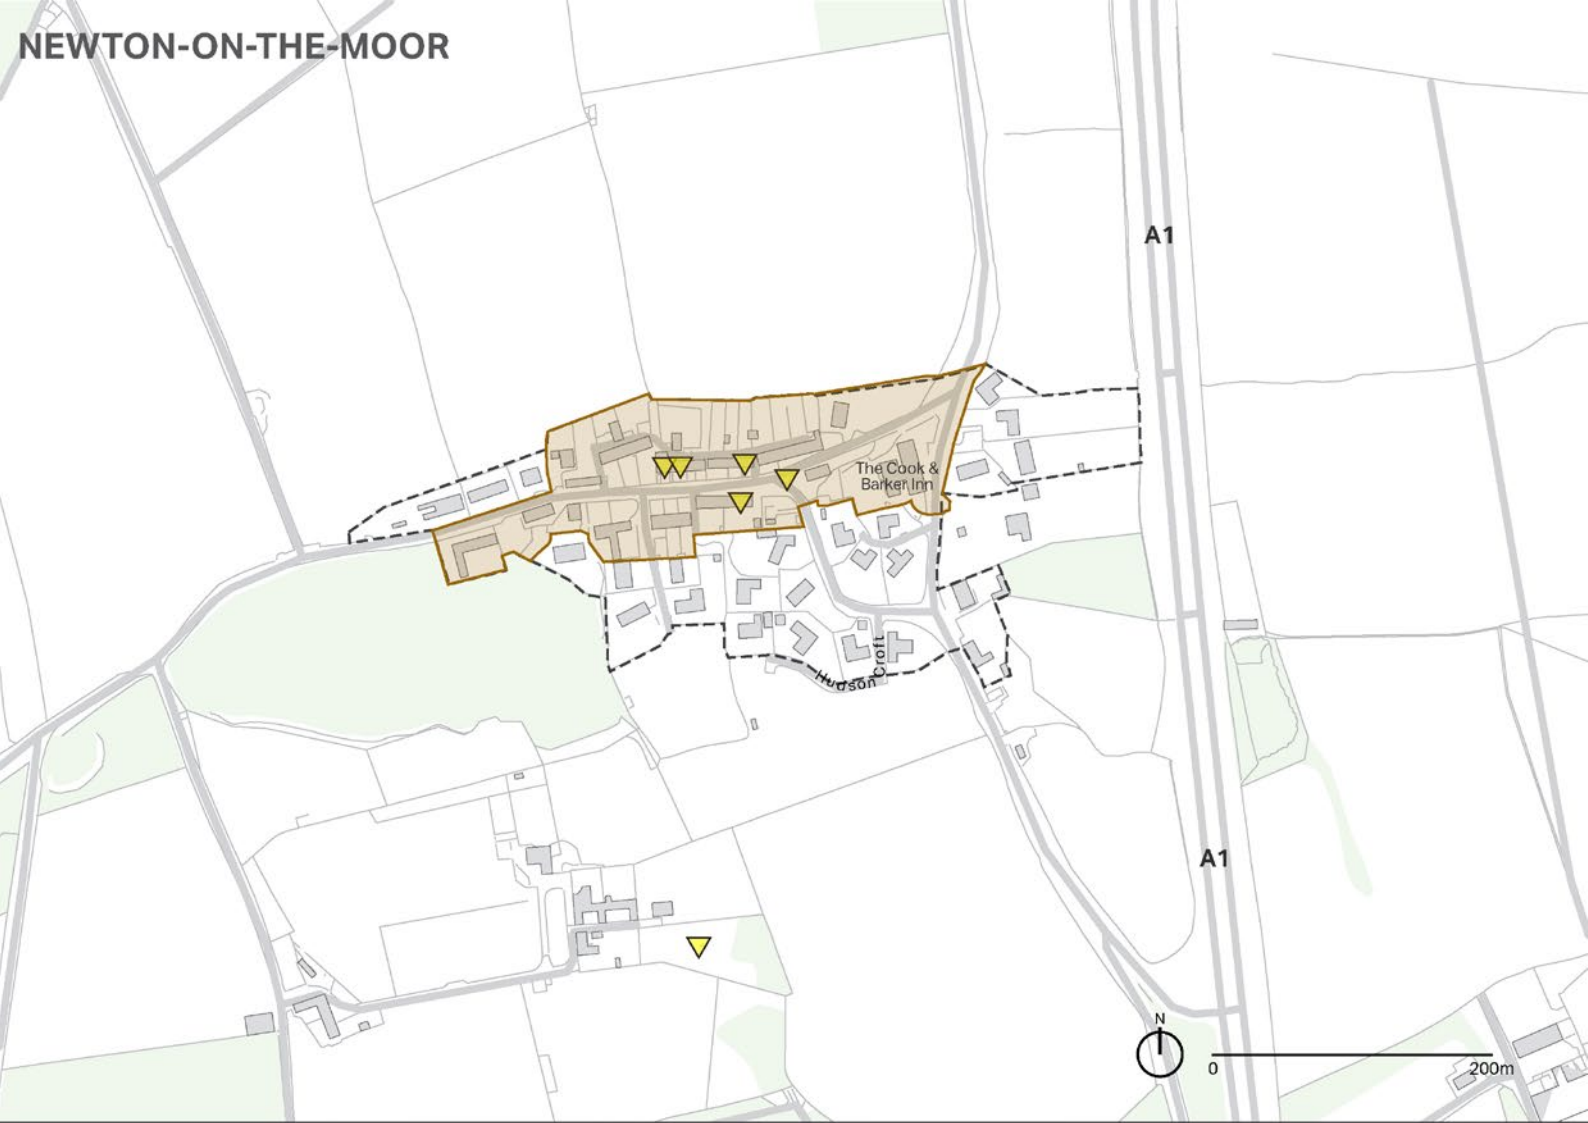 NEWTON-ON-THE-MOOR
A1
The Cook &
Barker Inn
Hudson Croft
A1
N
0
200m